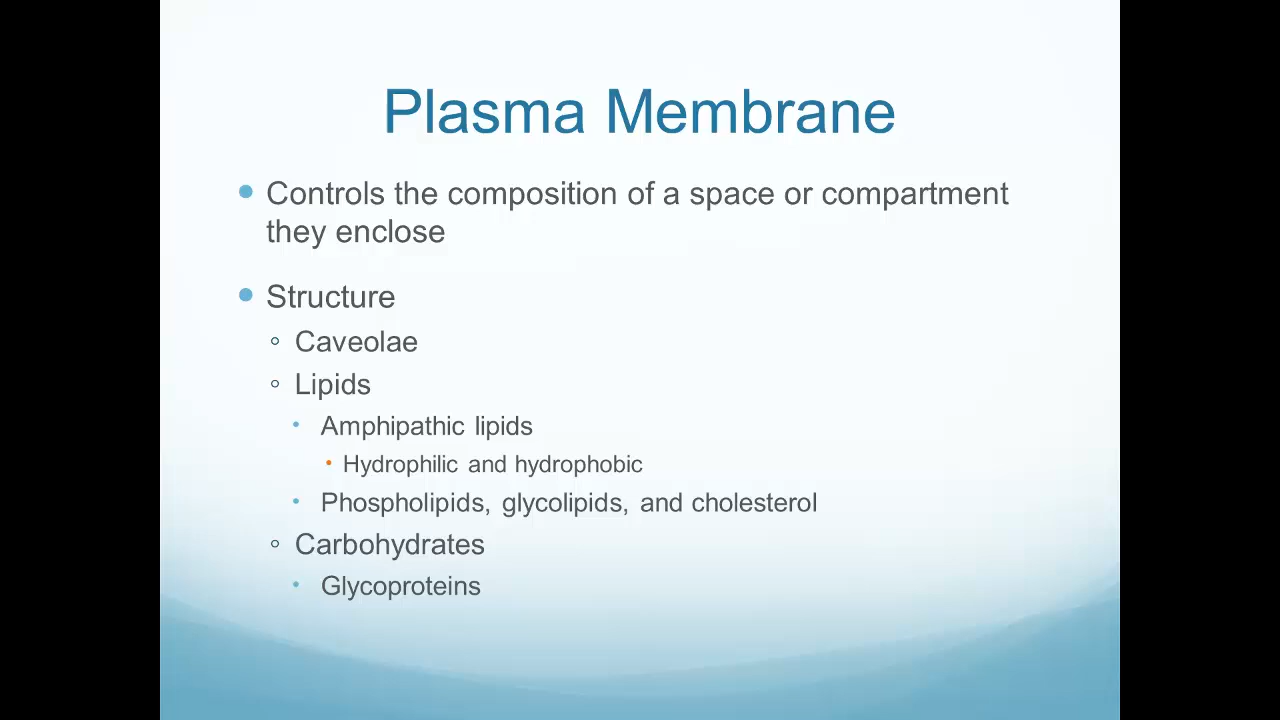 Plasma Membrane
Controls the composition of a space or compartment
they enclose
Structure
Caveolae
Lipids
Amphipathic lipids
Hydrophilic and hydrophobic
Phospholipids, glycolipids, and cholesterol
Carbohydrates
Glycoproteins